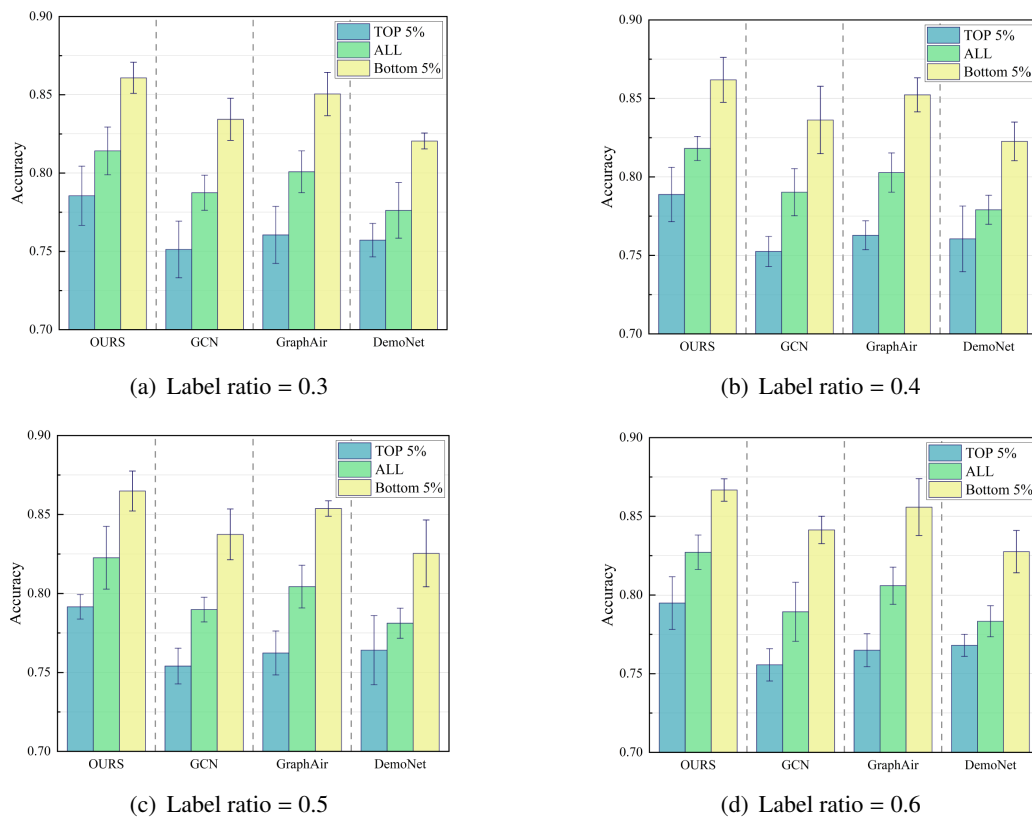 0.90
0.85
0.80
0.75
0.70
Accuracy
TOP 5%
ALL
Bottom 5%
OURS GCN GraphAir DemoNet
(a) Label ratio = 0.3
0.90
0.85
0.80
0.75
0.70
Accuracy
TOP 5%
ALL
Bottom 5%
OURS GCN GraphAir DemoNet
(b) Label ratio = 0.4
0.90
0.85
0.80
0.75
0.70
Accuracy
TOP 5%
ALL
Bottom 5%
OURS GCN GraphAir DemoNet
(c) Label ratio = 0.5
0.90
0.85
0.80
0.75
0.70
Accuracy
TOP 5%
ALL
Bottom 5%
OURS GCN GraphAir DemoNet
(d) Label ratio = 0.6